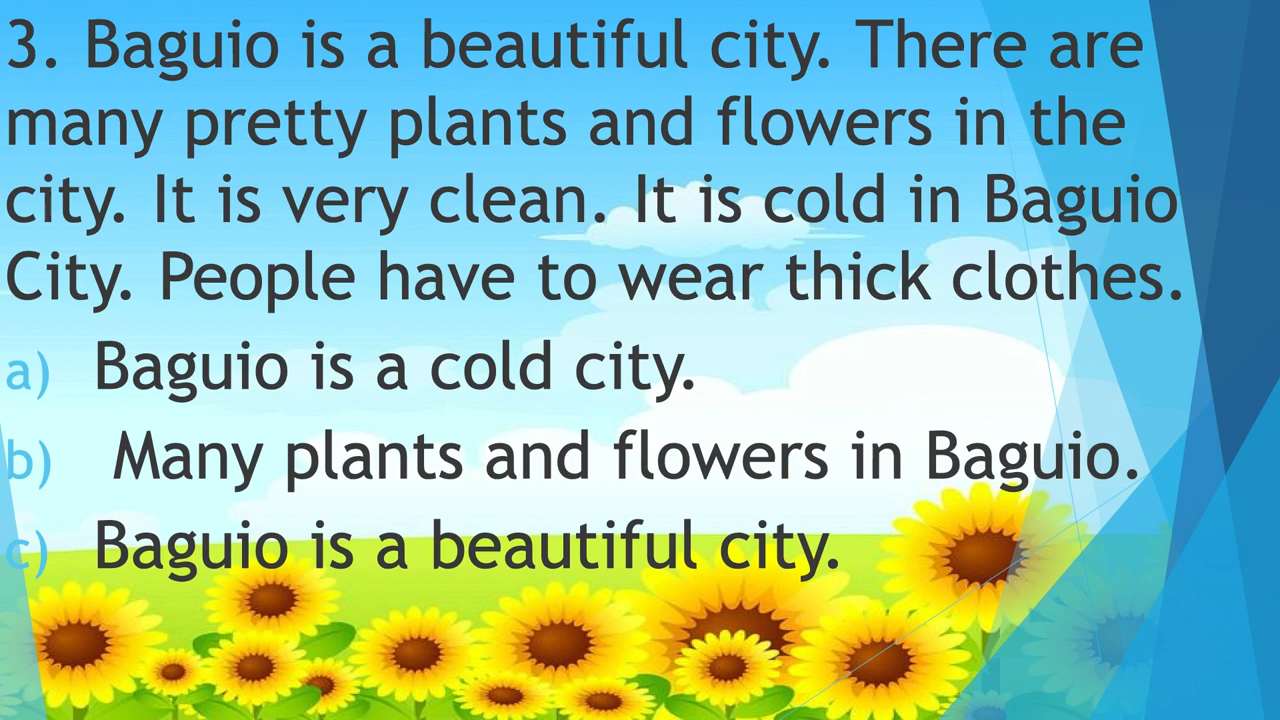 3. Baguio is a beautiful city. There are
many pretty plants and flowers in the
city. It is very clean. It is cold in Baguio
City. People have to wear thick clothes.
a) Baguio is a cold city.
b) Many plants and flowers in Baguio.
c) Baguio is a beautiful city.